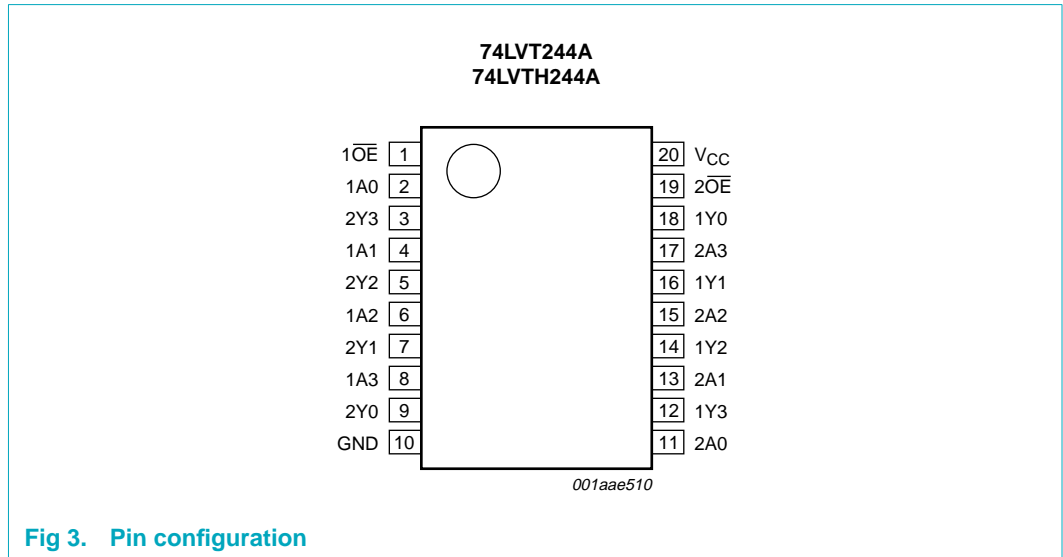 74LVT244A
74LVTH244A
1O̅E̅ 1 20 VCC
1A0 2 19 2O̅E̅
2Y3 3 18 1Y0
1A1 4 17 2A3
2Y2 5 16 1Y1
1A2 6 15 2A2
2Y1 7 14 1Y2
1A3 8 13 2A1
2Y0 9 12 1Y3
GND 10 11 2A0
001aae510
Fig 3. Pin configuration